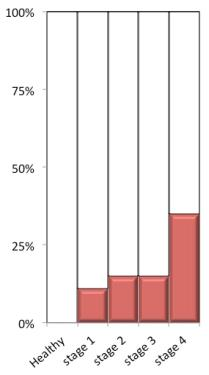 100%
75%
50%
25%
0%
Healthy
stage 1
stage 2
stage 3
stage 4